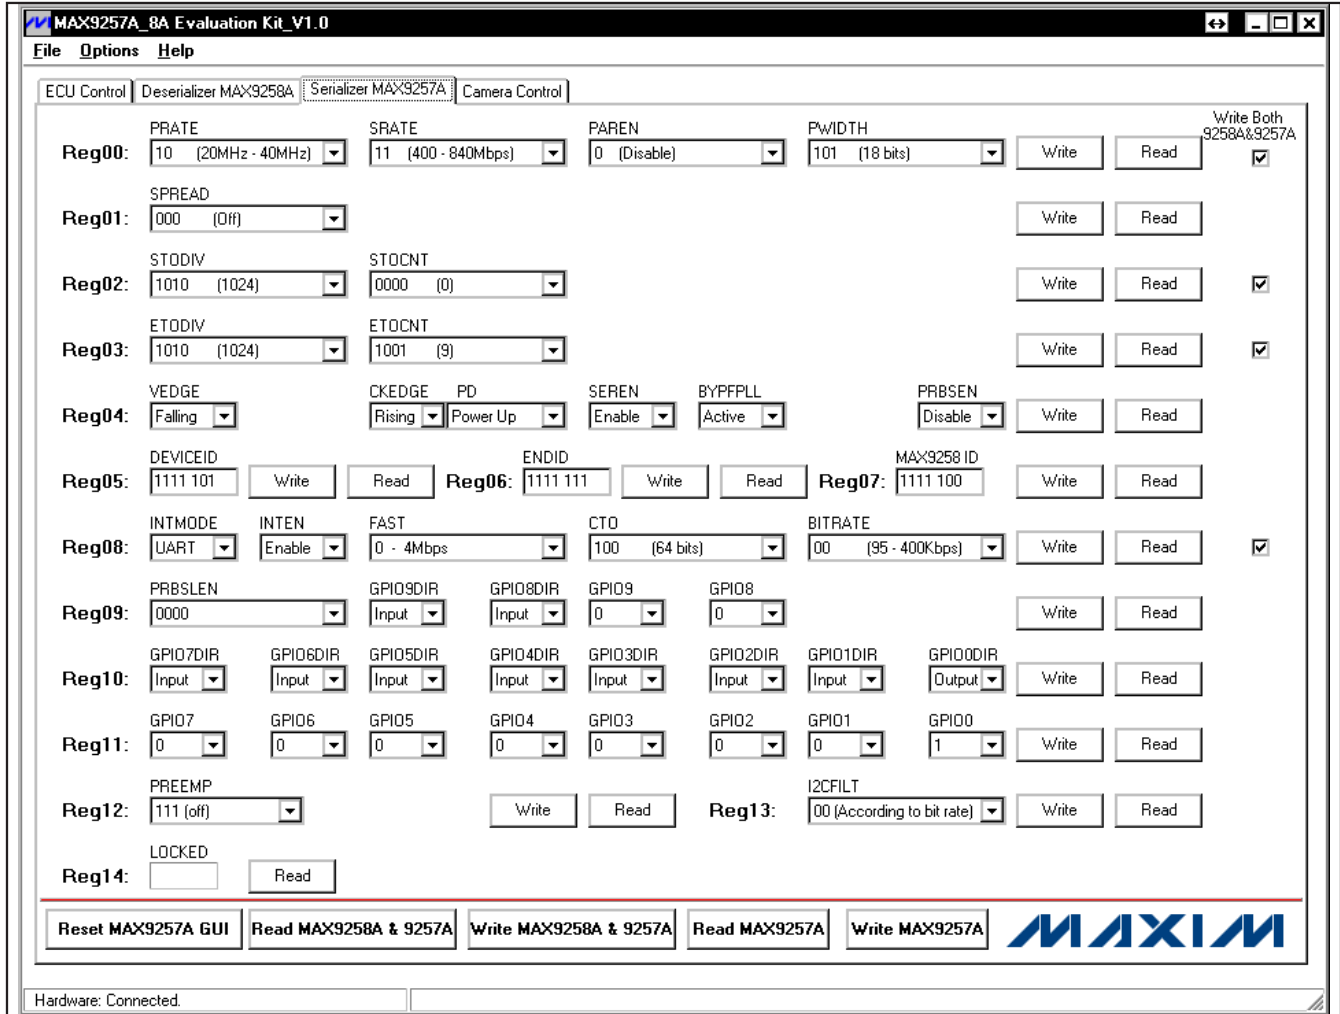 MAX9257A_8A Evaluation Kit_V1.0
File Options Help
ECU Control Deserializer MAX9258A Serializer MAX9257A Camera Control
Write Both
9258A&9257A
PRATE SRATE PAREN PWIDTH
Reg00: 10 (20MHz - 40MHz) 11 (400 - 840Mbps) 0 (Disable) 101 (18 bits) Write Read
SPREAD
Reg01: 000 (Off) Write Read
STODIV STOCNT
Reg02: 1010 (1024) 0000 (0) Write Read
ETODIV ETOCNT
Reg03: 1010 (1024) 1001 (9) Write Read
VEDGE CKEDGE PD SEREN BYPFPLL PRBSEN
Reg04: Falling Rising Power Up Enable Active Disable Write Read
DEVICEID ENDID MAX9258 ID
Reg05: 1111 101 Write Read Reg06: 1111 111 Write Read Reg07: 1111 100 Write Read
INTMODE INTEN FAST CTO BITRATE
Reg08: UART Enable 0 - 4Mbps 100 (64 bits) 00 (95 - 400Kbps) Write Read
PRBSLEN GPIO9DIR GPIO8DIR GPIO9 GPIO8
Reg09: 0000 Input Input 0 0 Write Read
GPIO7DIR GPIO6DIR GPIO5DIR GPIO4DIR GPIO3DIR GPIO2DIR GPIO1DIR GPIO0DIR
Reg10: Input Input Input Input Input Input Input Output Write Read
GPIO7 GPIO6 GPIO5 GPIO4 GPIO3 GPIO2 GPIO1 GPIO0
Reg11: 0 0 0 0 0 0 0 1 Write Read
PREEMP I2CFILT
Reg12: 111 (off) Write Read Reg13: 00 (According to bit rate) Write Read
LOCKED
Reg14: Read
Reset MAX9257A GUI Read MAX9258A & 9257A Write MAX9258A & 9257A Read MAX9257A Write MAX9257A MAXIM
Hardware: Connected.